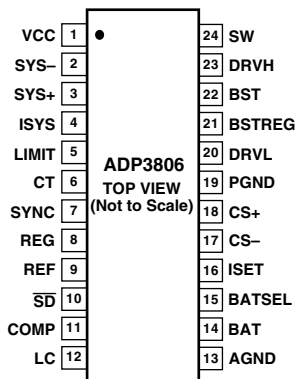 VCC 1
SYS– 2
SYS+ 3
ISYS 4
LIMIT 5
CT 6
SYNC 7
REG 8
REF 9
SD 10
COMP 11
LC 12
ADP3806
TOP VIEW
(Not to Scale)
24 SW
23 DRVH
22 BST
21 BSTREG
20 DRVL
19 PGND
18 CS+
17 CS–
16 ISET
15 BATSEL
14 BAT
13 AGND